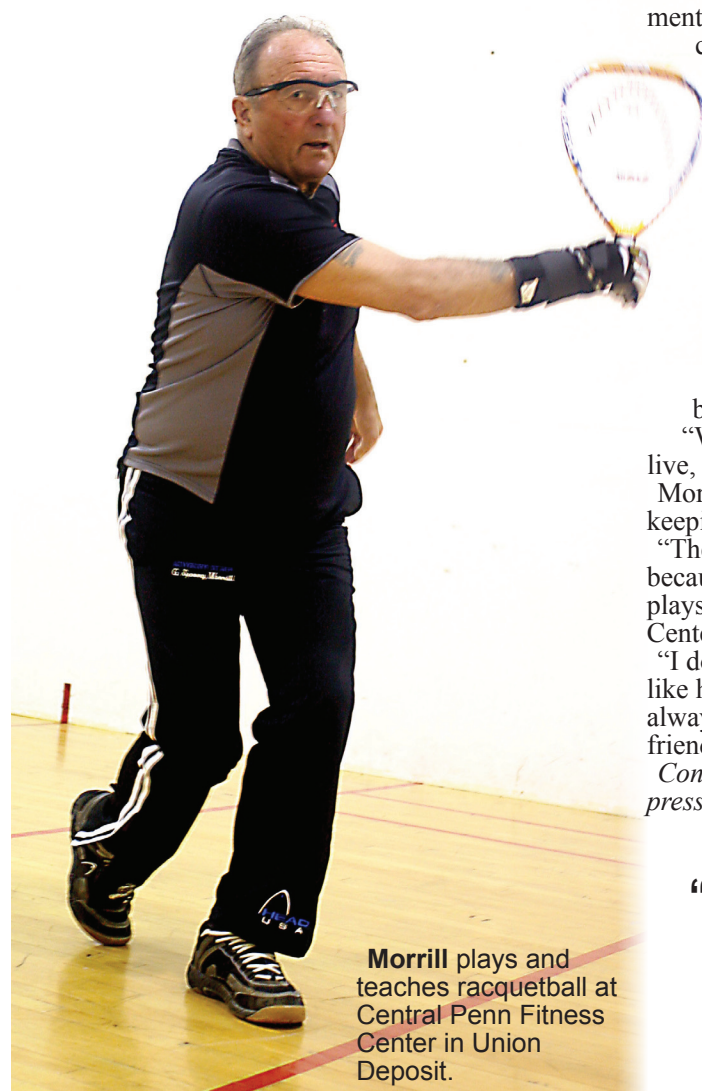 ment
c
b
“W
live,
Mor
keepi
“The
becau
plays
Cente
“I do
like h
alway
friend
Con
press
“
HEAD
USA
Morrill plays and
teaches racquetball at
Central Penn Fitness
Center in Union
Deposit.